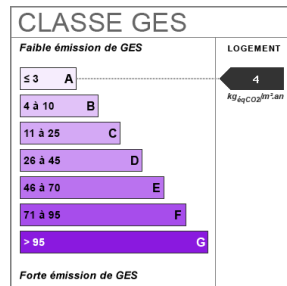 CLASSE GES
Faible émission de GES
LOGEMENT
≤ 3 A
4
kgéqCO2/m².an
4 à 10 B
11 à 25 C
26 à 45 D
46 à 70 E
71 à 95 F
> 95 G
Forte émission de GES